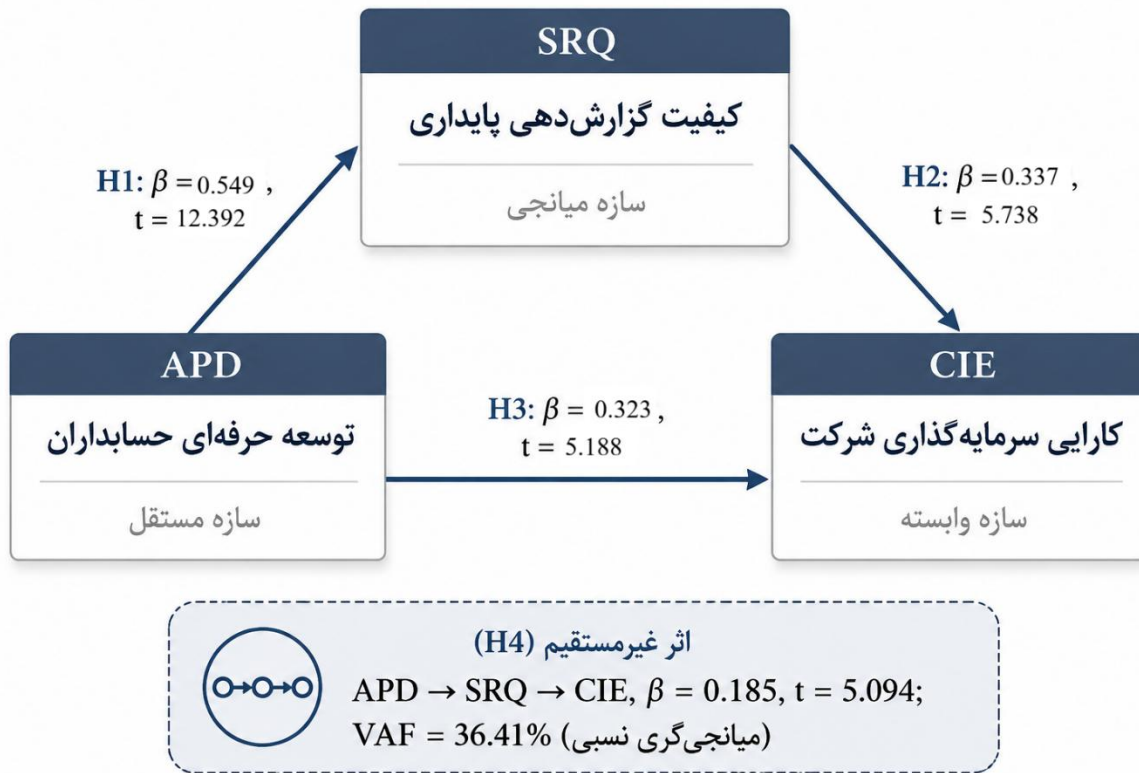 SRQ
کیفیت گزارش‌دهی پایداری
سازه میانجی
H1: β = 0.549 ,
t = 12.392
H2: β = 0.337 ,
t = 5.738
APD
توسعه حرفه‌ای حسابداران
سازه مستقل
H3: β = 0.323 ,
t = 5.188
CIE
کارایی سرمایه‌گذاری شرکت
سازه وابسته
اثر غیرمستقیم (H4)
APD → SRQ → CIE, β = 0.185, t = 5.094;
VAF = 36.41% (میانجی‌گری نسبی)